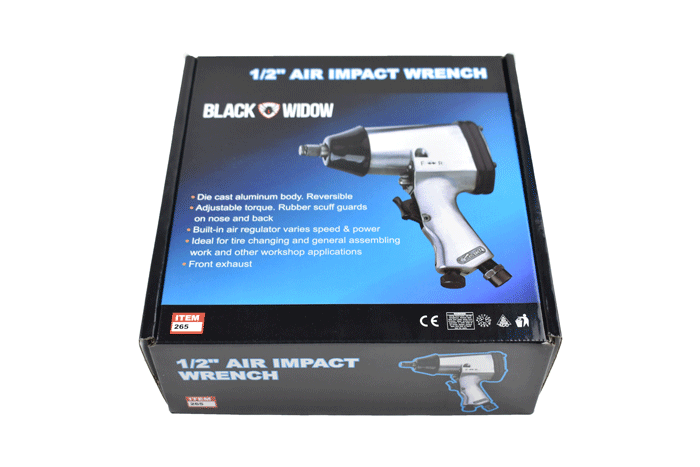 1/2" AIR IMPACT WRENCH
BLACK WIDOW
• Die cast aluminum body. Reversible
• Adjustable torque. Rubber scuff guards
on nose and back
• Built-in air regulator varies speed & power
• Ideal for tire changing and general assembling
work and other workshop applications
• Front exhaust
ITEM
265
CE
1/2" AIR IMPACT
WRENCH
ITEM
265